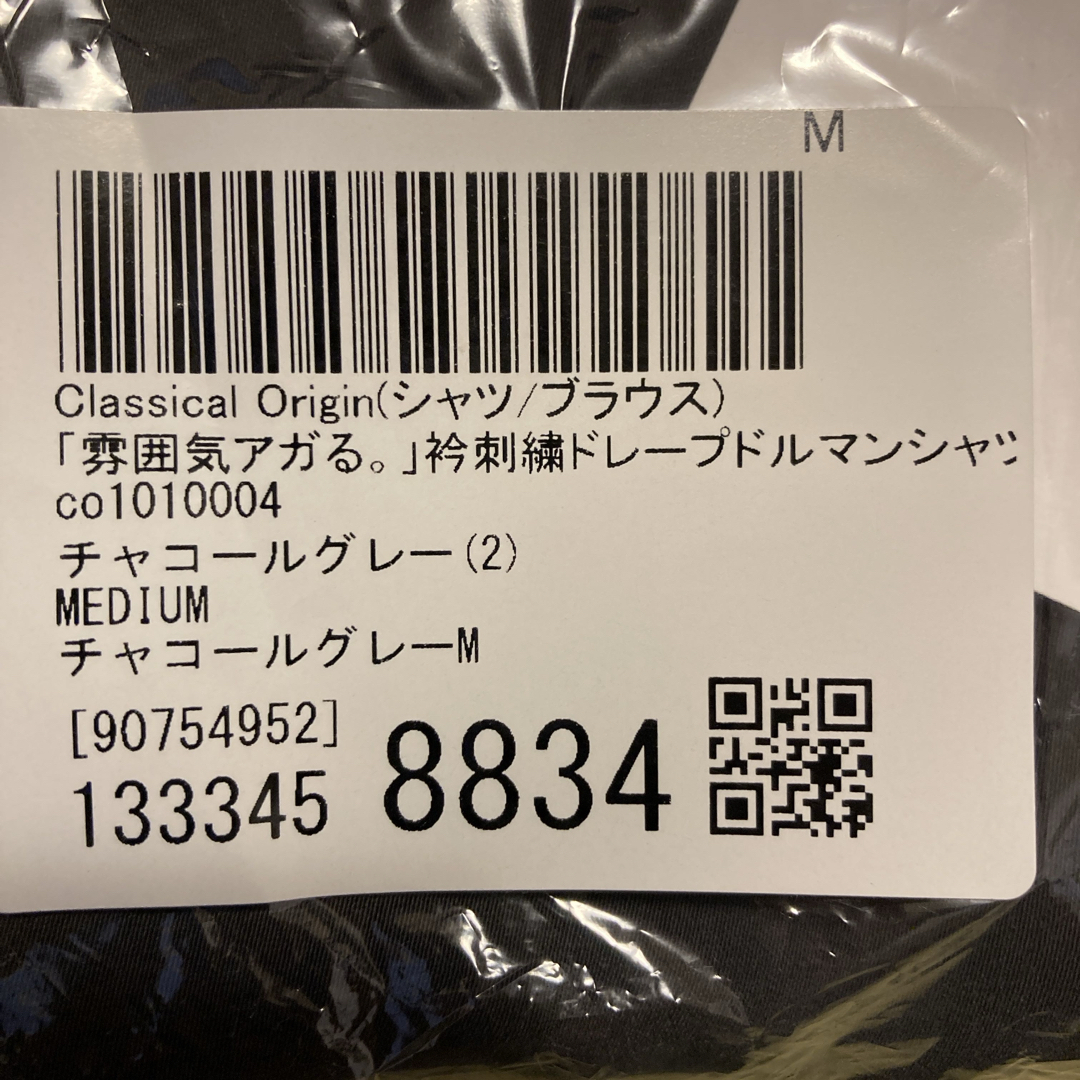 M
Classical Origin(シャツ/ブラウス)
「雰囲気アガる。」衿刺繍ドレープドルマンシャツ
co1010004
チャコールグレー(2)
MEDIUM
チャコールグレーM
[90754952]
133345 8834